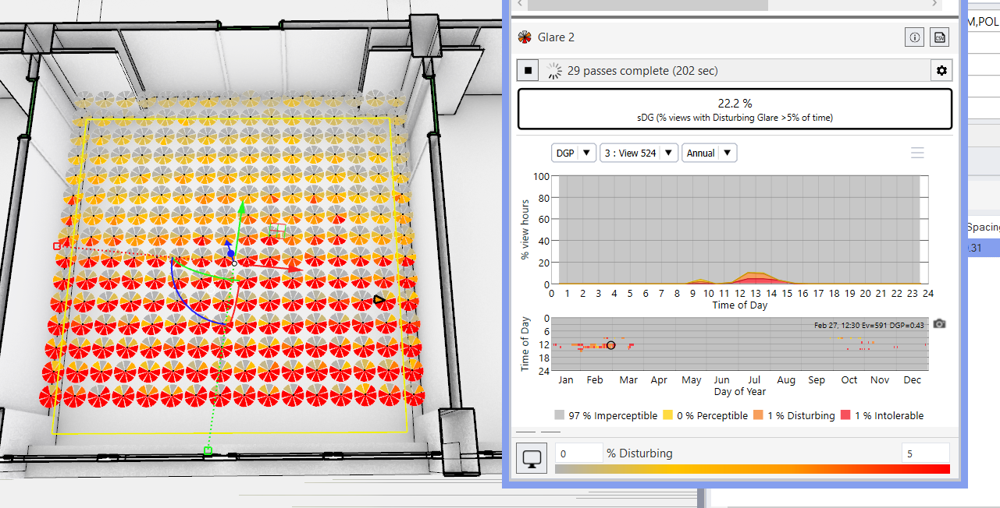 M,POL
Glare 2
CSV
29 passes complete (202 sec)
22.2 %
sDG (% views with Disturbing Glare >5% of time)
DGP ▼ 3 : View 524 ▼ Annual ▼
100
80
60
40
20
0
% view hours
0 1 2 3 4 5 6 7 8 9 10 11 12 13 14 15 16 17 18 19 20 21 22 23 24
Time of Day
Spacing
.31
0
6
12
18
24
Time of Day
Feb 27, 12:30 Ev=591 DGP=0.43
Jan Feb Mar Apr May Jun Jul Aug Sep Oct Nov Dec
Day of Year
97 % Imperceptible 0 % Perceptible 1 % Disturbing 1 % Intolerable
0 % Disturbing 5